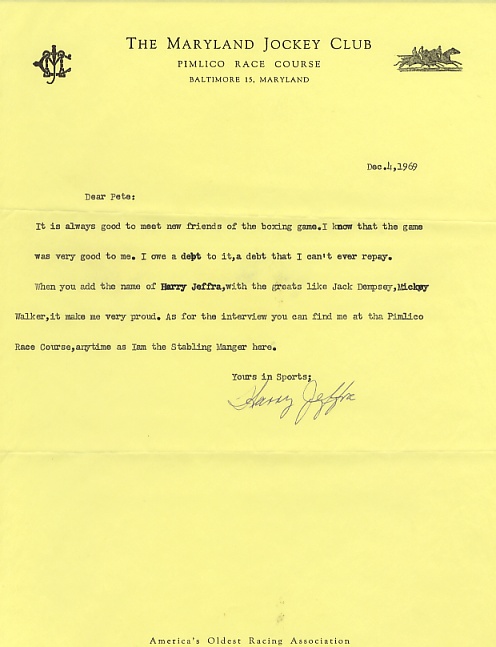 THE MARYLAND JOCKEY CLUB
PIMLICO RACE COURSE
BALTIMORE 15, MARYLAND
Dec.4,1969
Dear Pete:
It is always good to meet new friends of the boxing game.I know that the game
was very good to me. I owe a debt to it,a debt that I can't ever repay.
When you add the name of Harry Jeffra,with the greats like Jack Dempsey,Mickey
Walker,it make me very proud. As for the interview you can find me at tha Pimlico
Race Course,anytime as Iam the Stabling Manger here.
Yours in Sports;
Harry Jeffra
America's Oldest Racing Association